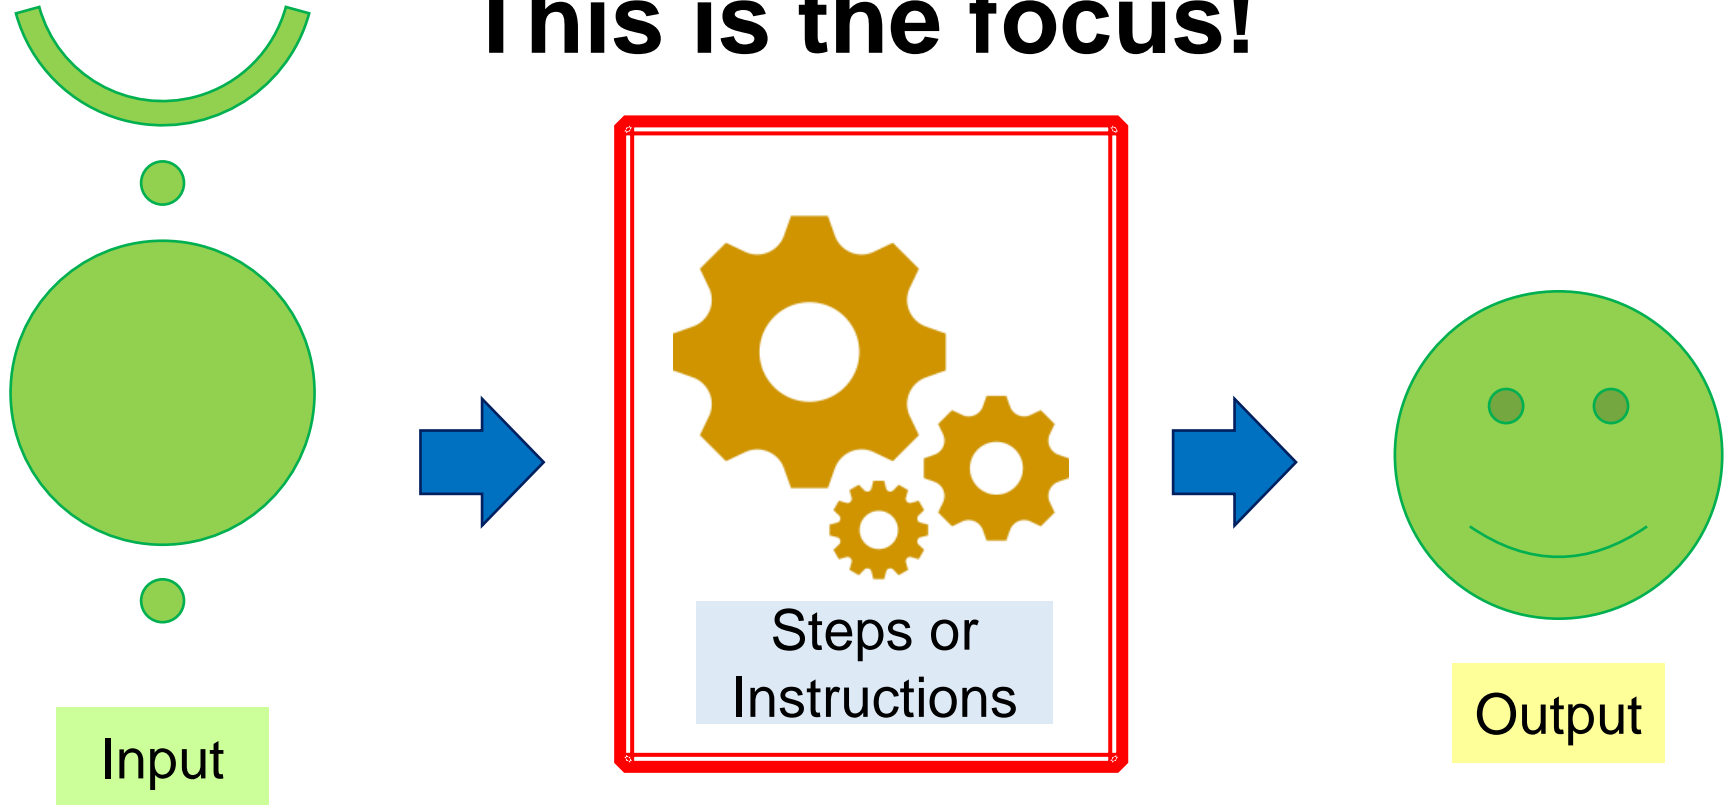 This is the focus!
Steps or
Instructions
Output
Input